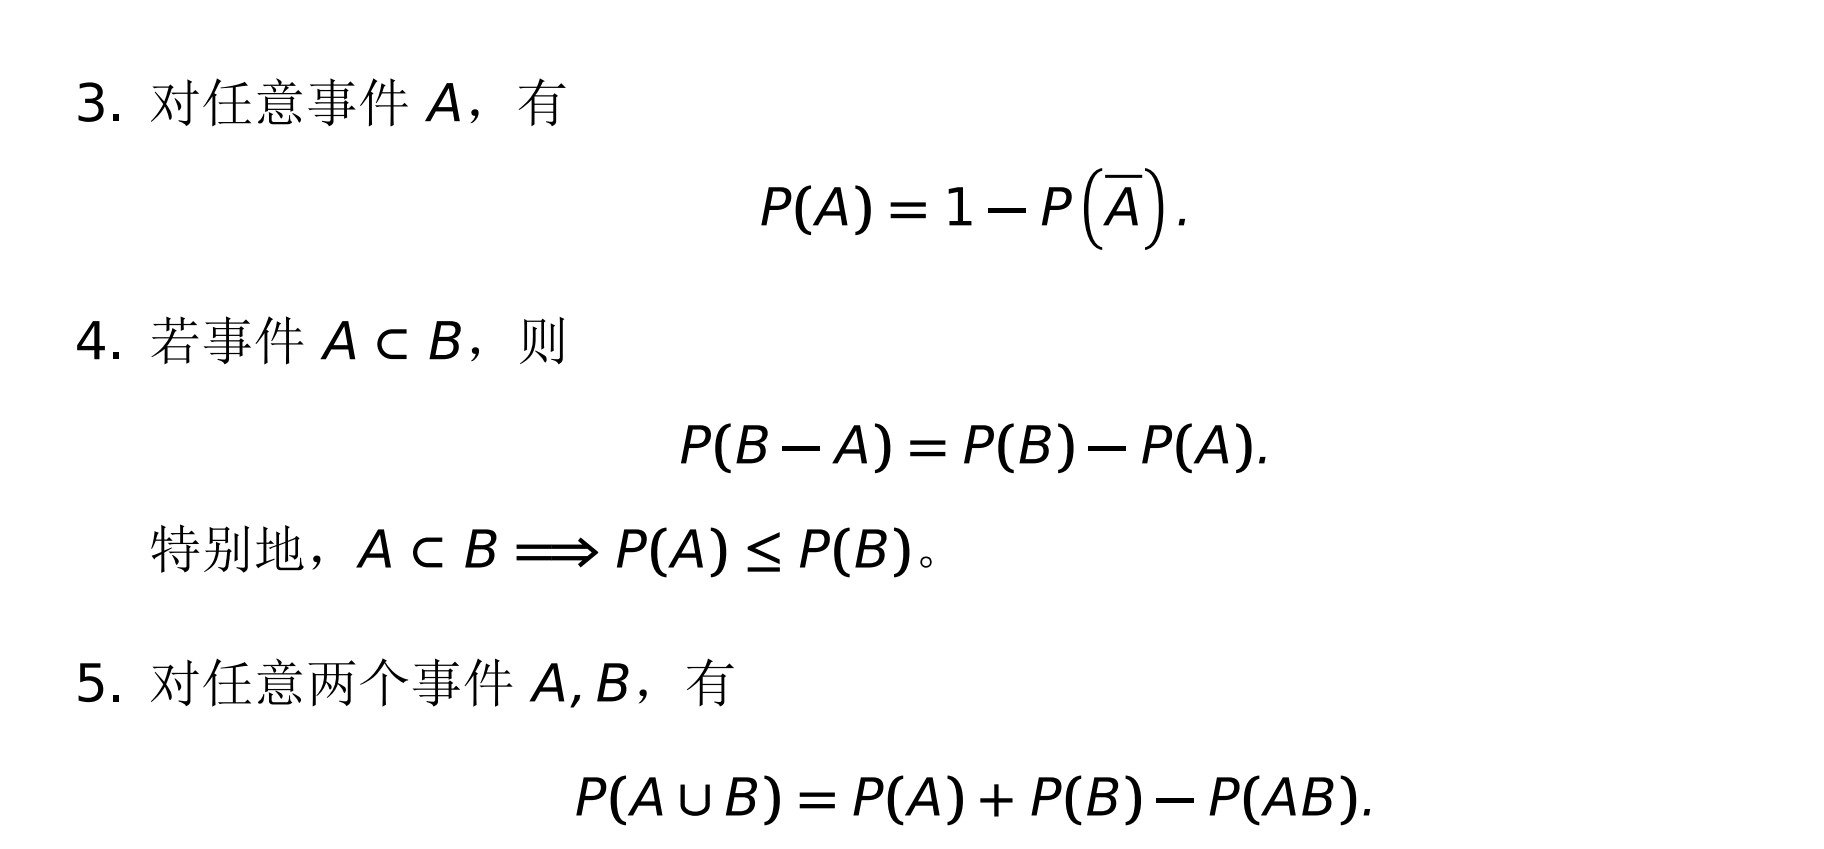 3. 对任意事件 A，有
P(A) = 1 − P(A̅).
4. 若事件 A ⊂ B，则
P(B − A) = P(B) − P(A).
特别地，A ⊂ B ⟹ P(A) ≤ P(B)。
5. 对任意两个事件 A, B，有
P(A ∪ B) = P(A) + P(B) − P(AB).